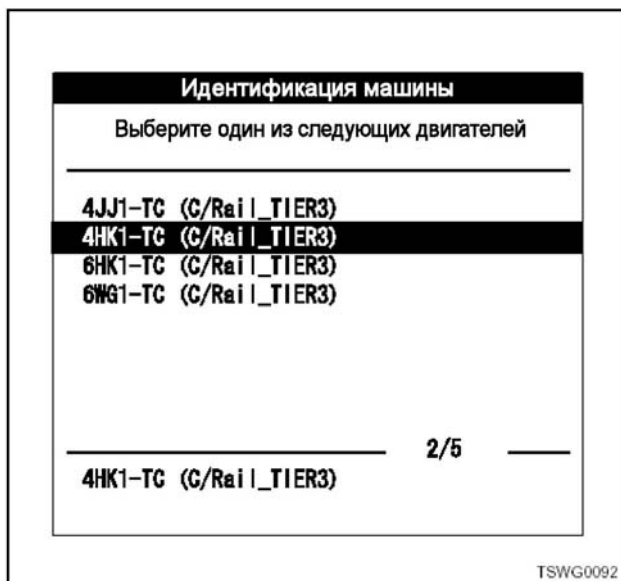 Идентификация машины
Выберите один из следующих двигателей
4JJ1-TC (C/Rail_TIER3)
4HK1-TC (C/Rail_TIER3)
6HK1-TC (C/Rail_TIER3)
6WG1-TC (C/Rail_TIER3)
2/5
4HK1-TC (C/Rail_TIER3)
TSWG0092